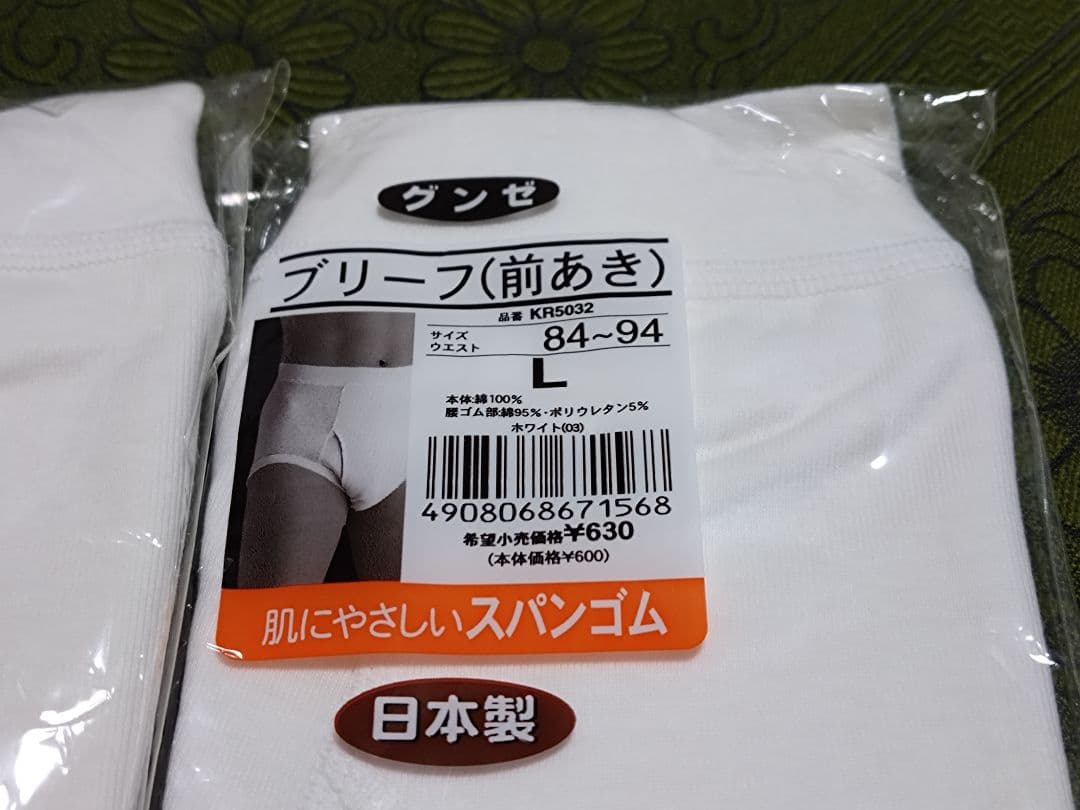 グンゼ
ブリーフ(前あき)
品番 KR5032
サイズ
ウエスト 84~94
L
本体:綿100%
腰ゴム部:綿95%・ポリウレタン5%
ホワイト(03)
4908068671568
希望小売価格¥630
(本体価格¥600)
肌にやさしいスパンゴム
日本製